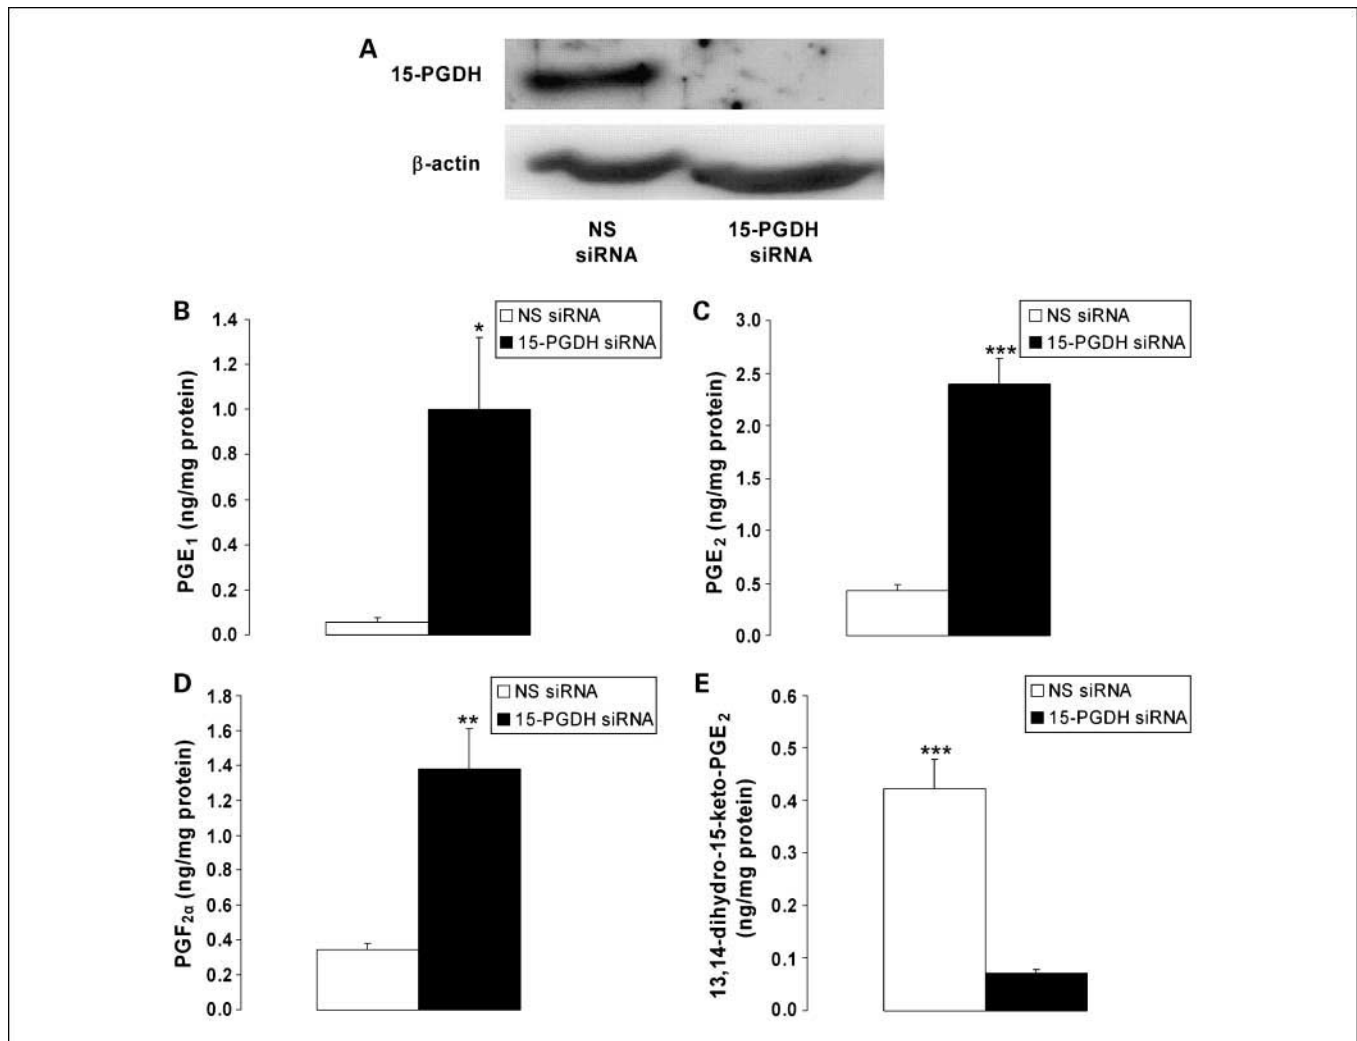 A
15-PGDH
β-actin
NS
siRNA
15-PGDH
siRNA
B
PGE1 (ng/mg protein)
1.4
1.2
1.0
0.8
0.6
0.4
0.2
0.0
*
NS siRNA
15-PGDH siRNA
C
PGE2 (ng/mg protein)
3.0
2.5
2.0
1.5
1.0
0.5
0.0
***
NS siRNA
15-PGDH siRNA
D
PGF2α (ng/mg protein)
1.8
1.6
1.4
1.2
1.0
0.8
0.6
0.4
0.2
0.0
**
NS siRNA
15-PGDH siRNA
E
13,14-dihydro-15-keto-PGE2
(ng/mg protein)
0.6
0.5
0.4
0.3
0.2
0.1
0.0
***
NS siRNA
15-PGDH siRNA